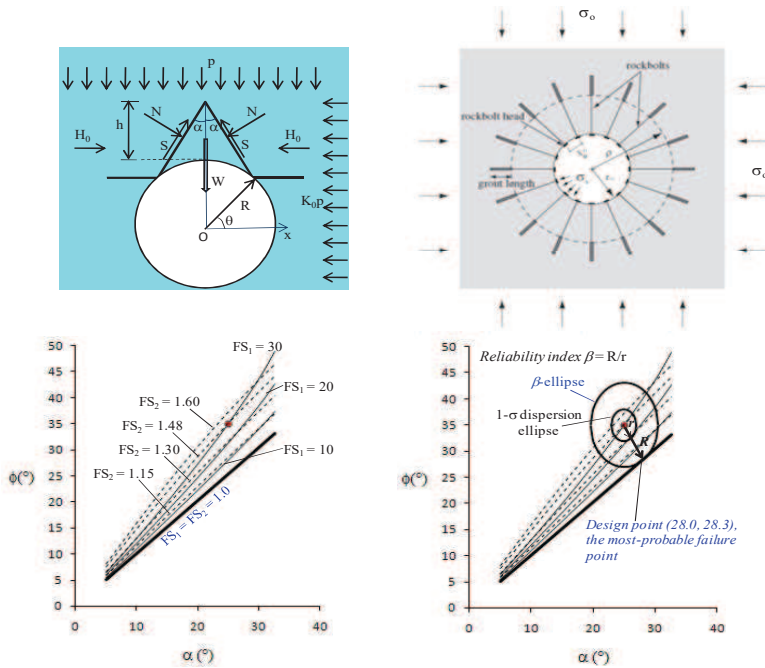 p
h
N
N
H₀
H₀
S
S
α
α
W
R
K₀p
θ
O
x
σₒ
rockbolts
rockbolt head
ρ
grout length
σₒ
50
45
40
35
30
25
20
15
10
5
0
ϕ(°)
FS₁ = 30
FS₂ = 1.60
FS₁ = 20
FS₂ = 1.48
FS₂ = 1.30
FS₁ = 10
FS₂ = 1.15
FS₁ = FS₂ = 1.0
0
10
20
30
40
α (°)
50
45
40
35
30
25
20
15
10
5
0
ϕ(°)
Reliability index β = R/r
β-ellipse
1-σ dispersion
ellipse
r
R
Design point (28.0, 28.3),
the most-probable failure
point
0
10
20
30
40
α (°)